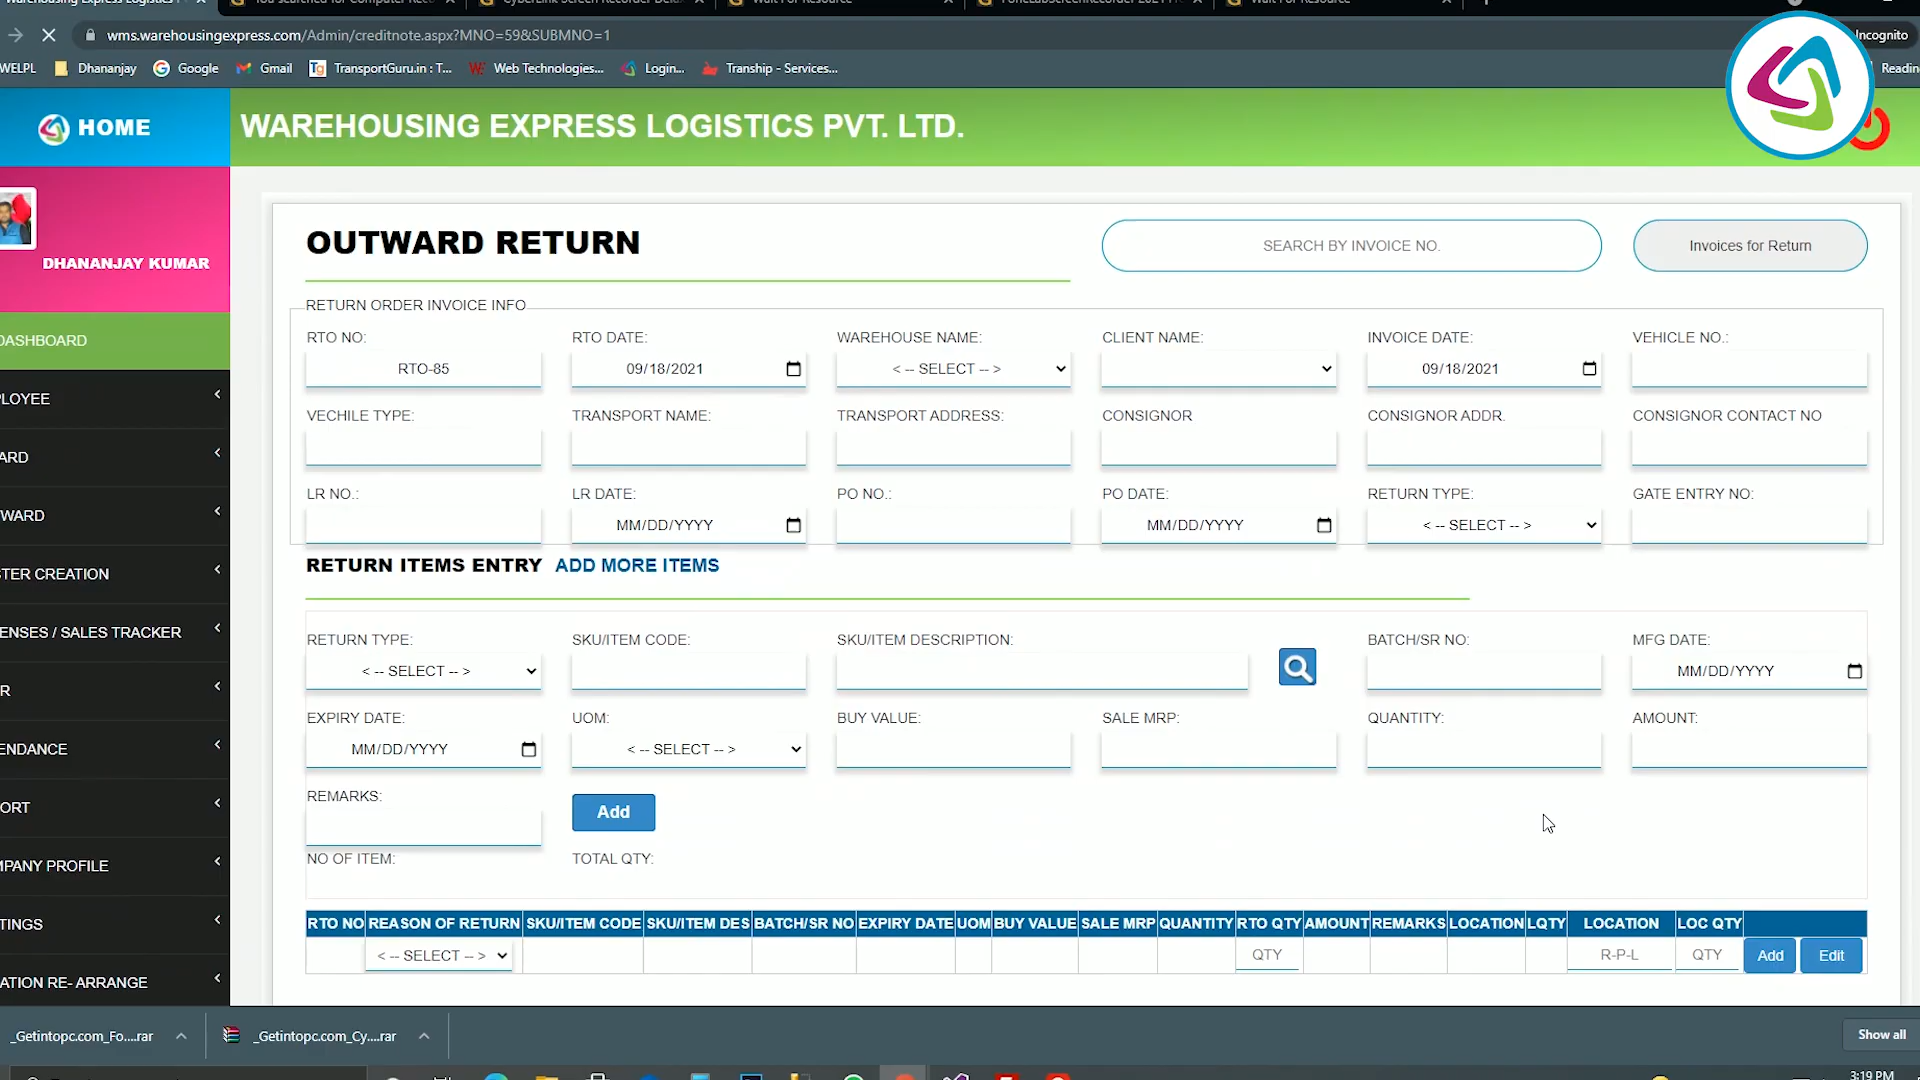 wms.warehousingexpress.com/Admin/creditnote.aspx?MNO=59&SUBMNO=1
Incognito
WELPL Dhananjay Google Gmail TransportGuru.in : T... Web Technologies... Login... Tranship - Services... Readin
HOME
WAREHOUSING EXPRESS LOGISTICS PVT. LTD.
DHANANJAY KUMAR
DASHBOARD
PLOYEE
ARD
WARD
TER CREATION
ENSES / SALES TRACKER
R
ENDANCE
ORT
MPANY PROFILE
TINGS
ATION RE- ARRANGE
OUTWARD RETURN
SEARCH BY INVOICE NO.
Invoices for Return
RETURN ORDER INVOICE INFO
RTO NO: RTO DATE: WAREHOUSE NAME: CLIENT NAME: INVOICE DATE: VEHICLE NO.:
RTO-85 09/18/2021 < -- SELECT -- > 09/18/2021
VECHILE TYPE: TRANSPORT NAME: TRANSPORT ADDRESS: CONSIGNOR CONSIGNOR ADDR. CONSIGNOR CONTACT NO
LR NO.: LR DATE: PO NO.: PO DATE: RETURN TYPE: GATE ENTRY NO:
MM/DD/YYYY MM/DD/YYYY < -- SELECT -- >
RETURN ITEMS ENTRY ADD MORE ITEMS
RETURN TYPE: SKU/ITEM CODE: SKU/ITEM DESCRIPTION: BATCH/SR NO: MFG DATE:
< -- SELECT -- > MM/DD/YYYY
EXPIRY DATE: UOM: BUY VALUE: SALE MRP: QUANTITY: AMOUNT:
MM/DD/YYYY < -- SELECT -- >
REMARKS:
Add
NO OF ITEM: TOTAL QTY:
RTO NO REASON OF RETURN SKU/ITEM CODE SKU/ITEM DES BATCH/SR NO EXPIRY DATE UOM BUY VALUE SALE MRP QUANTITY RTO QTY AMOUNT REMARKS LOCATION LQTY LOCATION LOC QTY
< -- SELECT -- > QTY R-P-L QTY Add Edit
_Getintopc.com_Fo....rar _Getintopc.com_Cy....rar Show all
3:19 PM